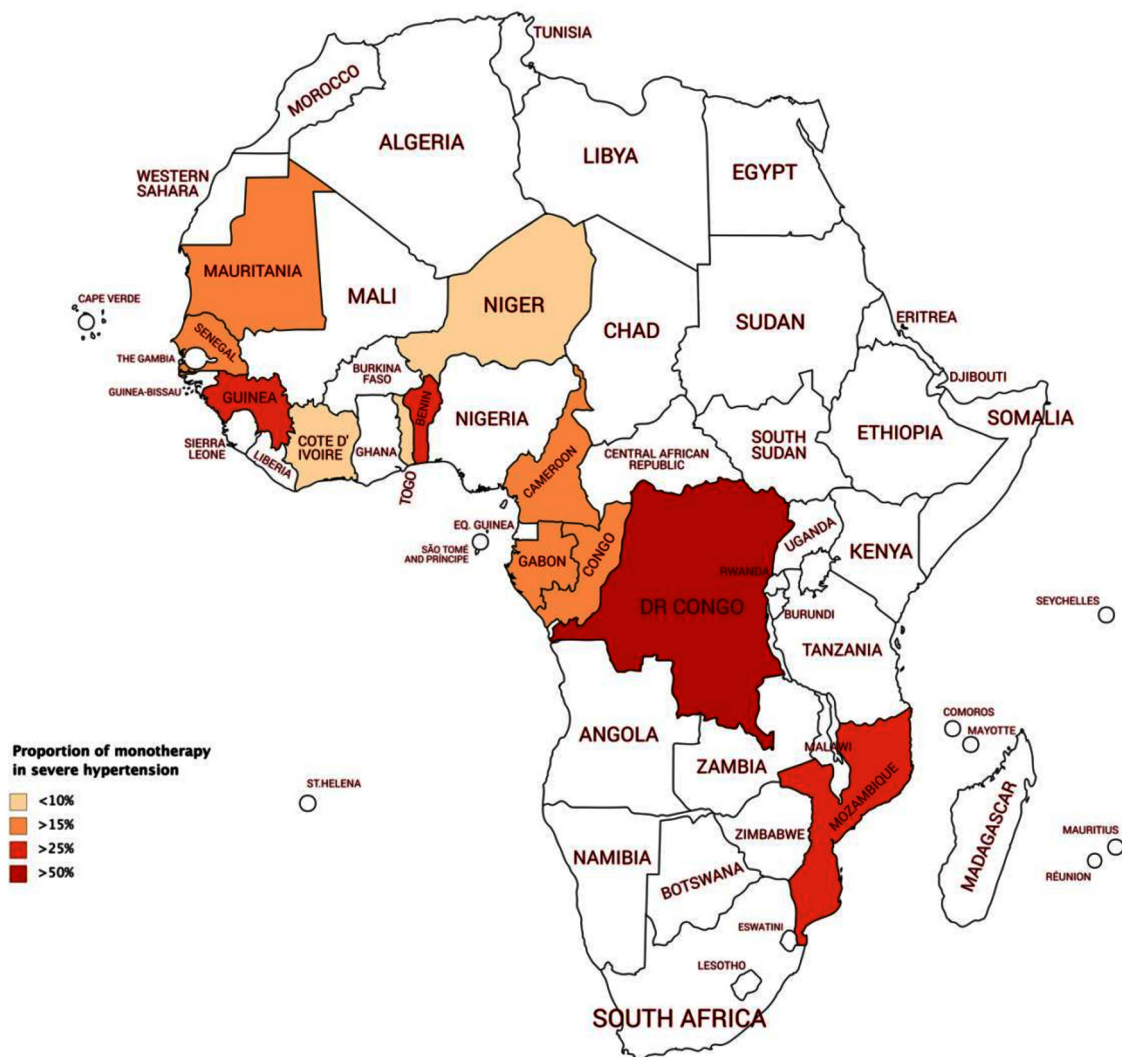 TUNISIA
MOROCCO
ALGERIA
LIBYA
EGYPT
WESTERN
SAHARA
MAURITANIA
MALI
NIGER
CHAD
SUDAN
ERITREA
CAPE VERDE
SENEGAL
THE GAMBIA
GUINEA-BISSAU
GUINEA
BURKINA
FASO
BENIN
NIGERIA
DJIBOUTI
SOMALIA
ETHIOPIA
SOUTH
SUDAN
SIERRA
LEONE
LIBERIA
COTE D'
IVOIRE
GHANA
TOGO
CAMEROON
CENTRAL AFRICAN
REPUBLIC
EQ. GUINEA
SÃO TOMÉ
AND PRÍNCIPE
GABON
CONGO
UGANDA
KENYA
RWANDA
DR CONGO
BURUNDI
TANZANIA
SEYCHELLES
COMOROS
MAYOTTE
ANGOLA
ZAMBIA
MALAWI
MOZAMBIQUE
MADAGASCAR
MAURITIUS
RÉUNION
ST.HELENA
ZIMBABWE
NAMIBIA
BOTSWANA
ESWATINI
LESOTHO
SOUTH AFRICA
Proportion of monotherapy
in severe hypertension
<10%
>15%
>25%
>50%